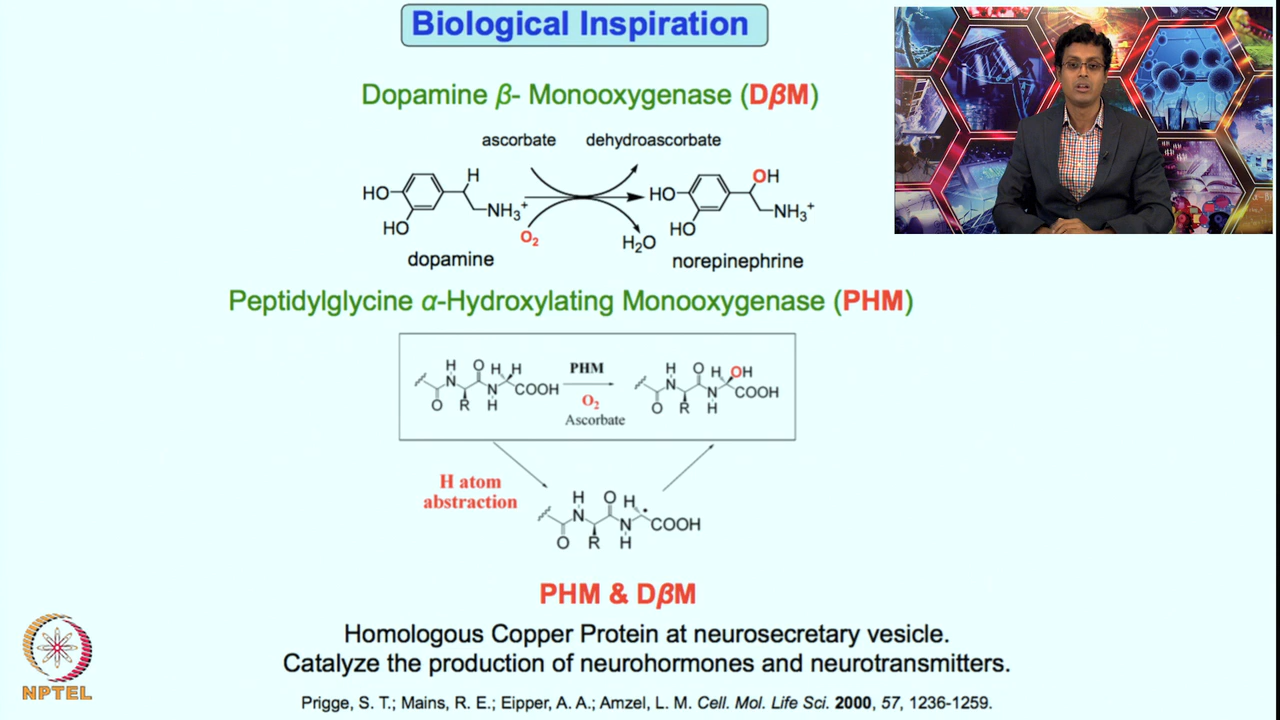 Biological Inspiration
Dopamine β- Monooxygenase (DβM)
ascorbate dehydroascorbate
H OH
HO NH3+ HO NH3+
HO O2 H2O HO
dopamine norepinephrine
Peptidylglycine α-Hydroxylating Monooxygenase (PHM)
H O H H PHM H O H OH
N N COOH O2 N N COOH
O R H Ascorbate O R H
H atom
abstraction
H O H
N N COOH
O R H
PHM & DβM
Homologous Copper Protein at neurosecretary vesicle.
Catalyze the production of neurohormones and neurotransmitters.
Prigge, S. T.; Mains, R. E.; Eipper, A. A.; Amzel, L. M. Cell. Mol. Life Sci. 2000, 57, 1236-1259.
NPTEL